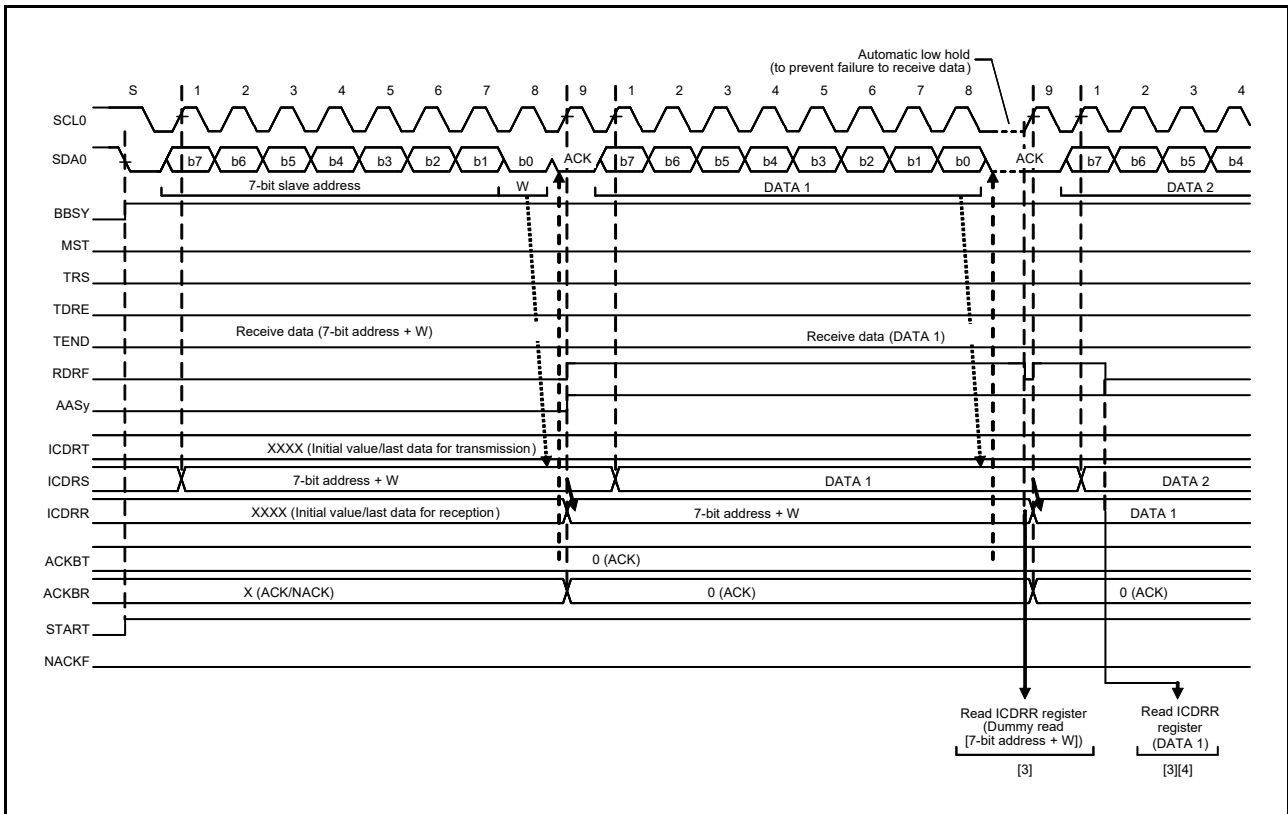 Automatic low hold
(to prevent failure to receive data)
S 1 2 3 4 5 6 7 8 9 1 2 3 4 5 6 7 8 9 1 2 3 4
SCL0
SDA0 b7 b6 b5 b4 b3 b2 b1 b0 ACK b7 b6 b5 b4 b3 b2 b1 b0 ACK b7 b6 b5 b4
7-bit slave address W DATA 1 DATA 2
BBSY
MST
TRS
TDRE
Receive data (7-bit address + W) Receive data (DATA 1)
TEND
RDRF
AASy
ICDRT XXXX (Initial value/last data for transmission)
ICDRS 7-bit address + W DATA 1 DATA 2
ICDRR XXXX (Initial value/last data for reception) 7-bit address + W DATA 1
ACKBT 0 (ACK)
ACKBR X (ACK/NACK) 0 (ACK) 0 (ACK)
START
NACKF
Read ICDRR register
(Dummy read
[7-bit address + W])
[3]
Read ICDRR
register
(DATA 1)
[3][4]